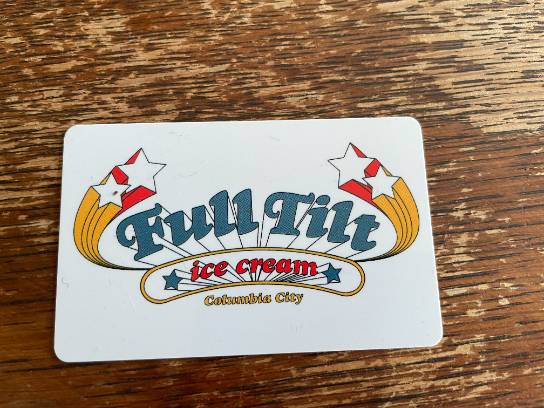 Full Tilt
ice cream
Columbia City